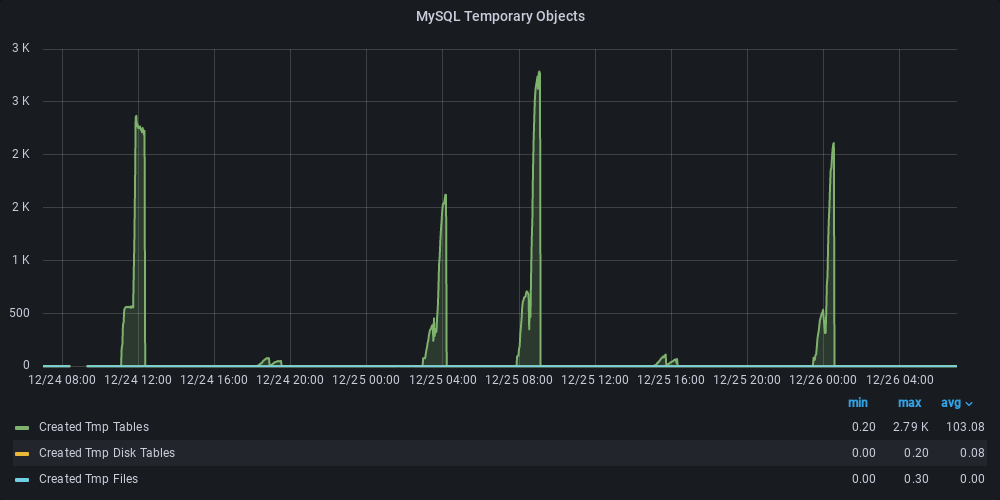 MySQL Temporary Objects
3 K
3 K
2 K
2 K
1 K
500
0
12/24 08:00 12/24 12:00 12/24 16:00 12/24 20:00 12/25 00:00 12/25 04:00 12/25 08:00 12/25 12:00 12/25 16:00 12/25 20:00 12/26 00:00 12/26 04:00
min max avg
Created Tmp Tables 0.20 2.79 K 103.08
Created Tmp Disk Tables 0.00 0.20 0.08
Created Tmp Files 0.00 0.30 0.00